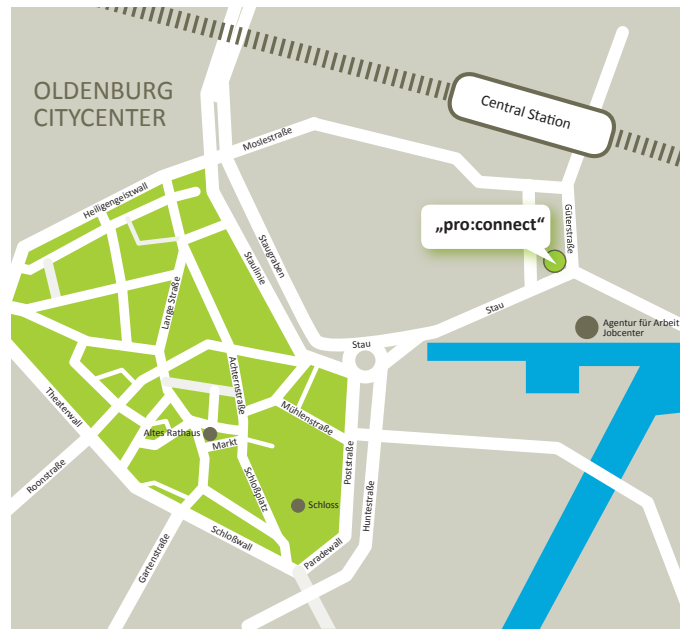 OLDENBURG
CITYCENTER
Central Station
Moslestraße
Heiligengeistwall
„pro:connect“
Güterstraße
Staugraben
Staulinie
Lange Straße
Stau
Stau
Agentur für Arbeit
Jobcenter
Achternstraße
Theaterwall
Mühlenstraße
Altes Rathaus
Markt
Roonstraße
Schloßplatz
Poststraße
Huntestraße
Schloss
Schloßwall
Paradewall
Gartenstraße